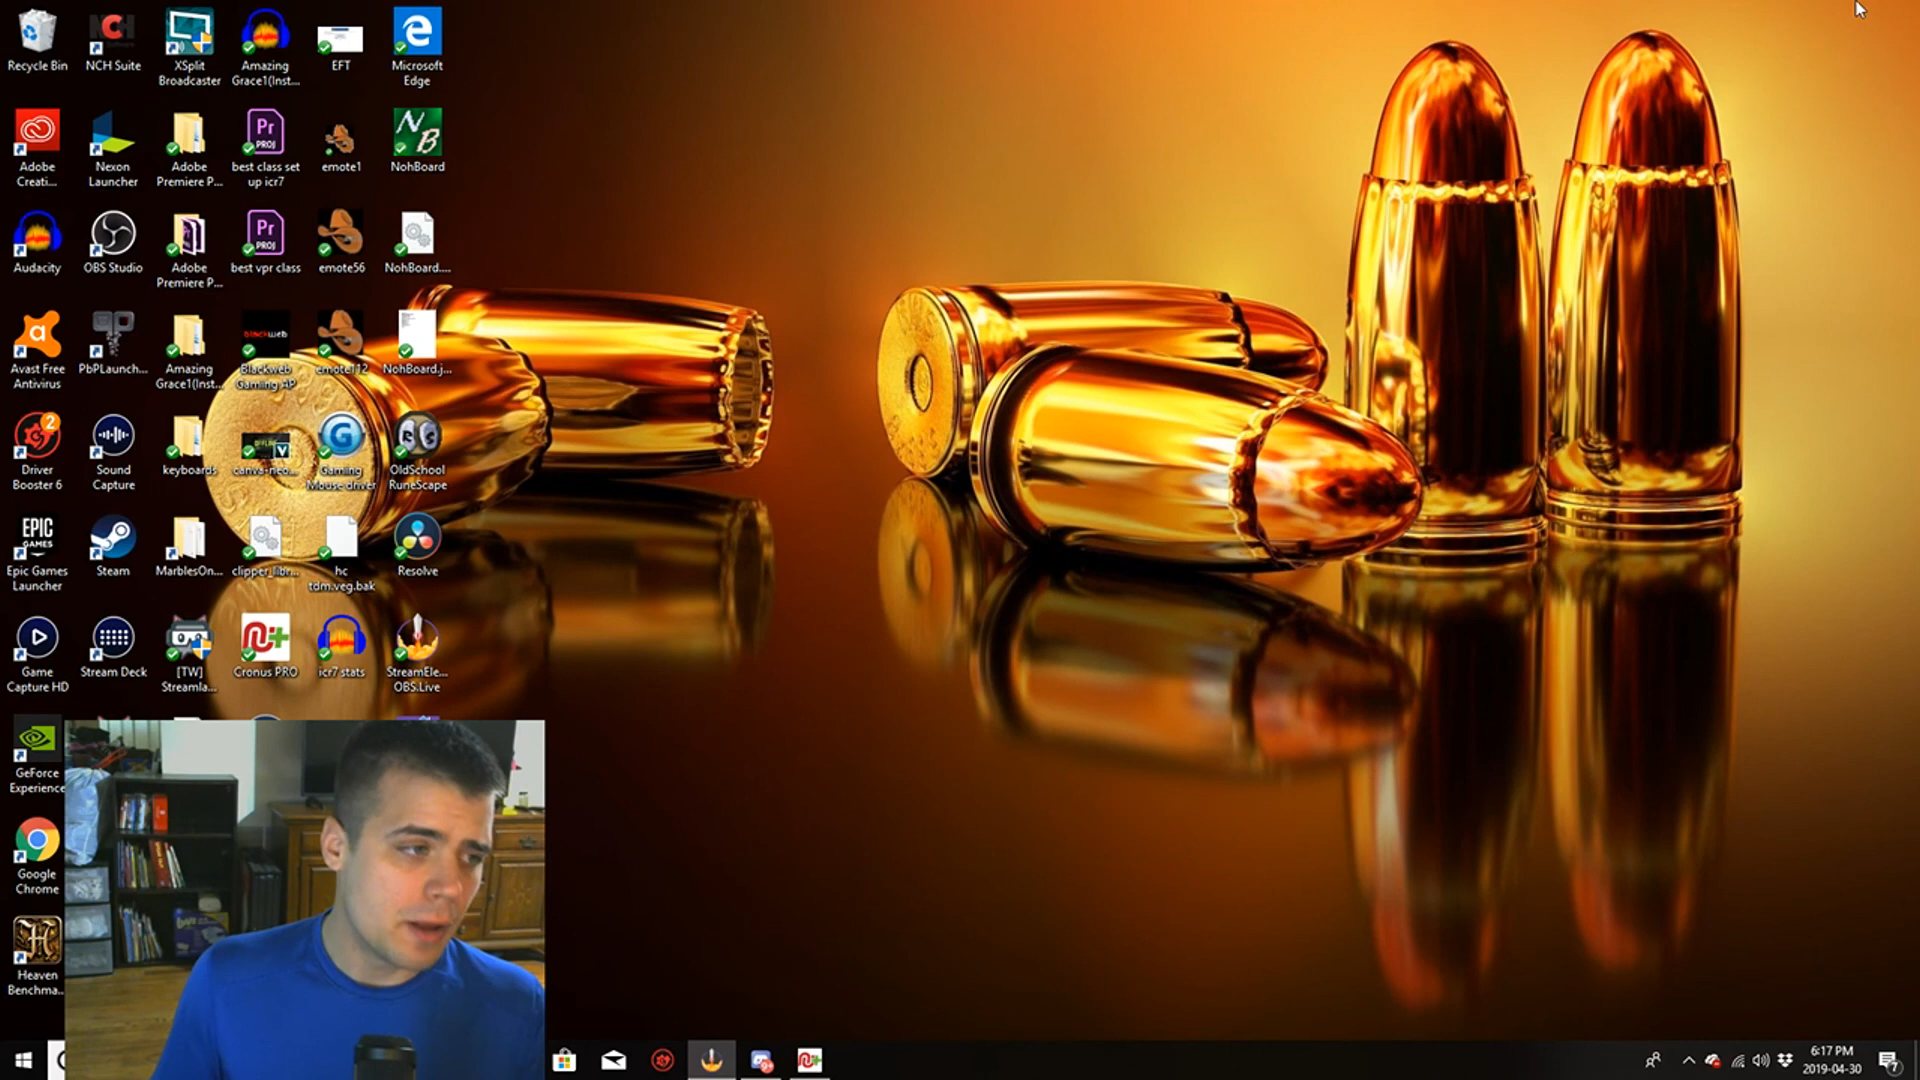 Recycle Bin
NCH Suite
XSplit
Broadcaster
Amazing
Grace1(Inst...
EFT
Microsoft
Edge
Adobe
Creati...
Nexon
Launcher
Adobe
Premiere P...
best class set
up icr7
emote1
NohBoard
Audacity
OBS Studio
Adobe
Premiere P...
best vpr class
emote56
NohBoard....
Avast Free
Antivirus
PbPLaunch...
Amazing
Grace1(Inst...
Blackweb
Gaming AP
emote112
NohBoard.j...
Driver
Booster 6
Sound
Capture
keyboards
canva-neo...
Gaming
Mouse driver
OldSchool
RuneScape
EPIC
GAMES
Epic Games
Launcher
Steam
MarblesOn...
clipper_libr...
hc
tdm.veg.bak
Resolve
Game
Capture HD
Stream Deck
[TW]
Streamla...
Cronus PRO
icr7 stats
StreamEle...
OBS.Live
GeForce
Experience
Google
Chrome
Heaven
Benchma...
6:17 PM
2019-04-30